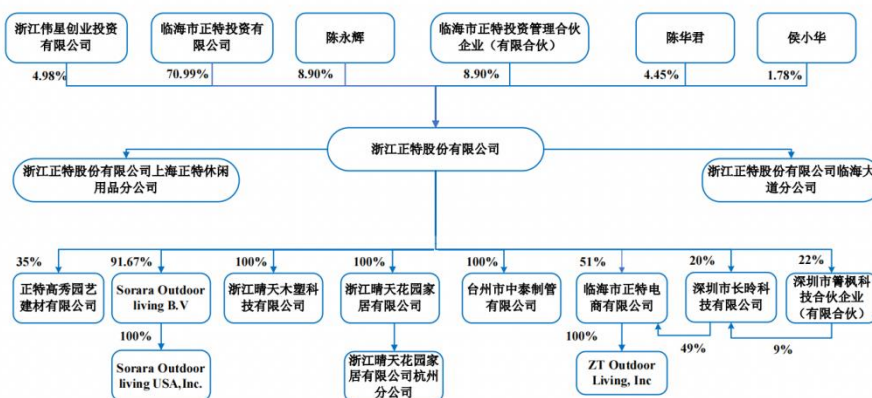 浙江伟星创业投资
有限公司
临海市正特投资有
限公司
陈永辉
临海市正特投资管理合伙
企业（有限合伙）
陈华君
侯小华
4.98%
70.99%
8.90%
8.90%
4.45%
1.78%
浙江正特股份有限公司
浙江正特股份有限公司上海正特休闲
用品分公司
浙江正特股份有限公司临海大
道分公司
35%
91.67%
100%
100%
100%
51%
20%
22%
正特高秀园艺
建材有限公司
Sorara Outdoor
living B.V
浙江晴天木塑科
技有限公司
浙江晴天花园家
居有限公司
台州市中泰制管
有限公司
临海市正特电
商有限公司
深圳市长昤科
技有限公司
深圳市箐枫科
技合伙企业
（有限合伙）
100%
100%
49%
9%
Sorara Outdoor
living USA,Inc.
浙江晴天花园家
居有限公司杭州
分公司
ZT Outdoor
Living, Inc